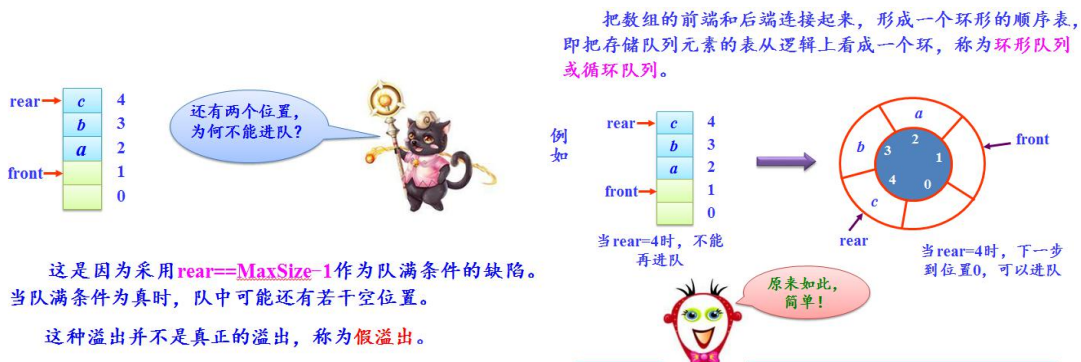 rear
c 4
b 3
a 2
front 1
0
还有两个位置，
为何不能进队？
这是因为采用rear==MaxSize-1作为队满条件的缺陷。
当队满条件为真时，队中可能还有若干空位置。
这种溢出并不是真正的溢出，称为假溢出。
把数组的前端和后端连接起来，形成一个环形的顺序表，
即把存储队列元素的表从逻辑上看成一个环，称为环形队列
或循环队列。
例
如
rear
c 4
b 3
a 2
front 1
0
当rear=4时，不能
再进队
a
b
c
2
3
1
4
0
front
rear
当rear=4时，下一步
到位置0，可以进队
原来如此，
简单！